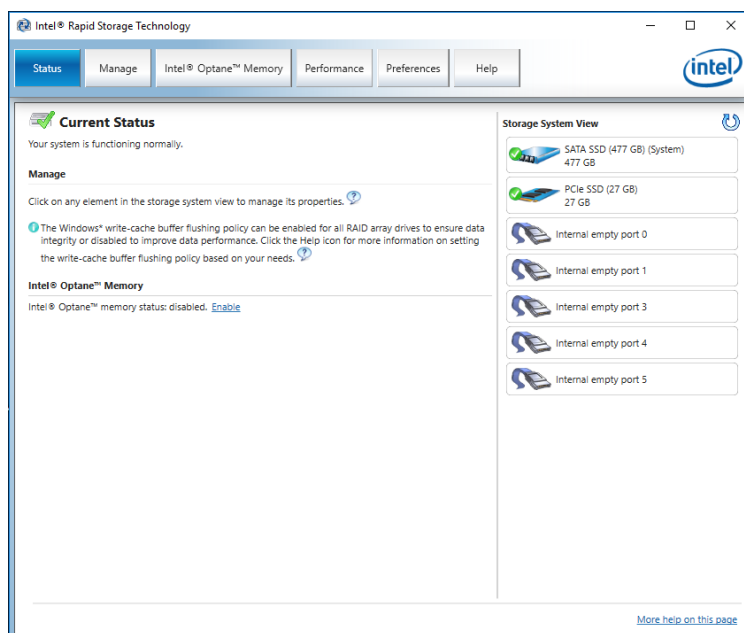 Intel® Rapid Storage Technology
Status
Manage
Intel® Optane™ Memory
Performance
Preferences
Help
intel
Current Status
Your system is functioning normally.
Manage
Click on any element in the storage system view to manage its properties.
The Windows* write-cache buffer flushing policy can be enabled for all RAID array drives to ensure data
integrity or disabled to improve data performance. Click the Help icon for more information on setting
the write-cache buffer flushing policy based on your needs.
Intel® Optane™ Memory
Intel® Optane™ memory status: disabled. Enable
Storage System View
SATA SSD (477 GB) (System)
477 GB
PCIe SSD (27 GB)
27 GB
Internal empty port 0
Internal empty port 1
Internal empty port 3
Internal empty port 4
Internal empty port 5
More help on this page